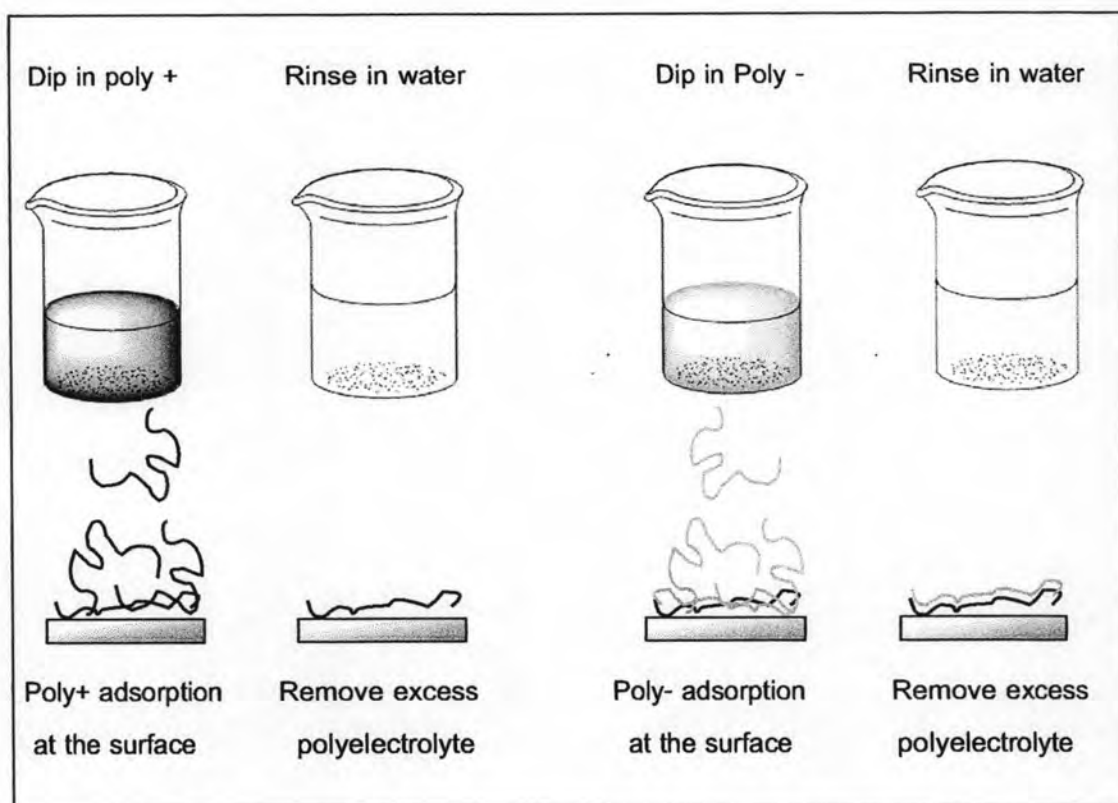 Dip in poly +
Rinse in water
Dip in Poly -
Rinse in water
Poly+ adsorption
at the surface
Remove excess
polyelectrolyte
Poly- adsorption
at the surface
Remove excess
polyelectrolyte